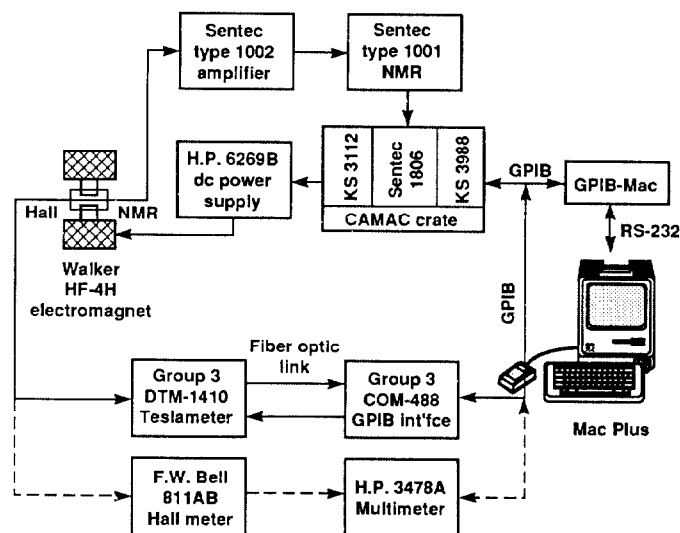 Sentec
type 1002
amplifier
Sentec
type 1001
NMR
H.P. 6269B
dc power
supply
KS 3112
Sentec
1806
KS 3988
CAMAC crate
GPIB
GPIB-Mac
RS-232
Hall
NMR
Walker
HF-4H
electromagnet
GPIB
Fiber optic
link
Group 3
DTM-1410
Teslameter
Group 3
COM-488
GPIB int'fce
Mac Plus
F.W. Bell
811AB
Hall meter
H.P. 3478A
Multimeter